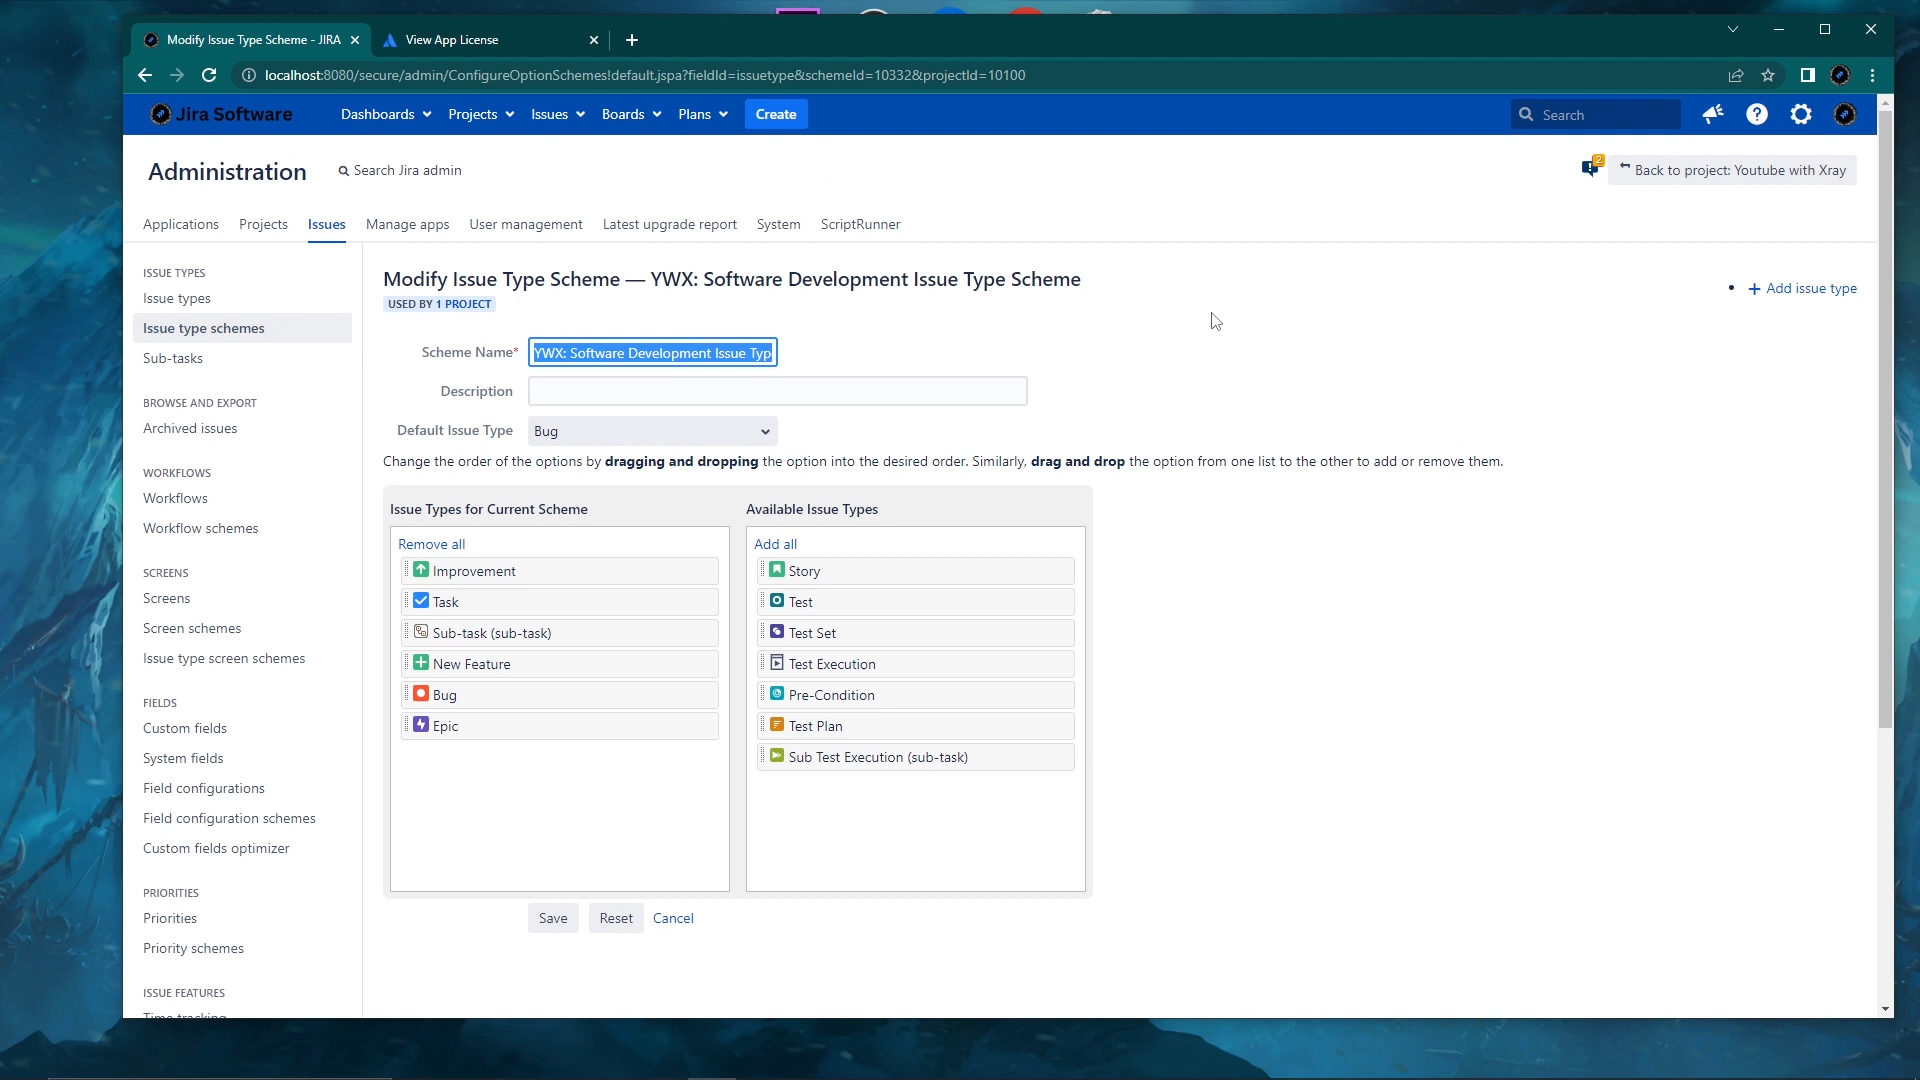 Modify Issue Type Scheme - JIRA
View App License
localhost:8080/secure/admin/ConfigureOptionSchemes!default.jspa?fieldId=issuetype&schemeId=10332&projectId=10100
Jira Software
Dashboards
Projects
Issues
Boards
Plans
Create
Search
Administration
Search Jira admin
2
Back to project: Youtube with Xray
Applications
Projects
Issues
Manage apps
User management
Latest upgrade report
System
ScriptRunner
ISSUE TYPES
Issue types
Issue type schemes
Sub-tasks
BROWSE AND EXPORT
Archived issues
WORKFLOWS
Workflows
Workflow schemes
SCREENS
Screens
Screen schemes
Issue type screen schemes
FIELDS
Custom fields
System fields
Field configurations
Field configuration schemes
Custom fields optimizer
PRIORITIES
Priorities
Priority schemes
ISSUE FEATURES
Time tracking
Modify Issue Type Scheme — YWX: Software Development Issue Type Scheme
USED BY 1 PROJECT
+ Add issue type
Scheme Name*
YWX: Software Development Issue Typ
Description
Default Issue Type
Bug
Change the order of the options by dragging and dropping the option into the desired order. Similarly, drag and drop the option from one list to the other to add or remove them.
Issue Types for Current Scheme
Remove all
Improvement
Task
Sub-task (sub-task)
New Feature
Bug
Epic
Available Issue Types
Add all
Story
Test
Test Set
Test Execution
Pre-Condition
Test Plan
Sub Test Execution (sub-task)
Save
Reset
Cancel